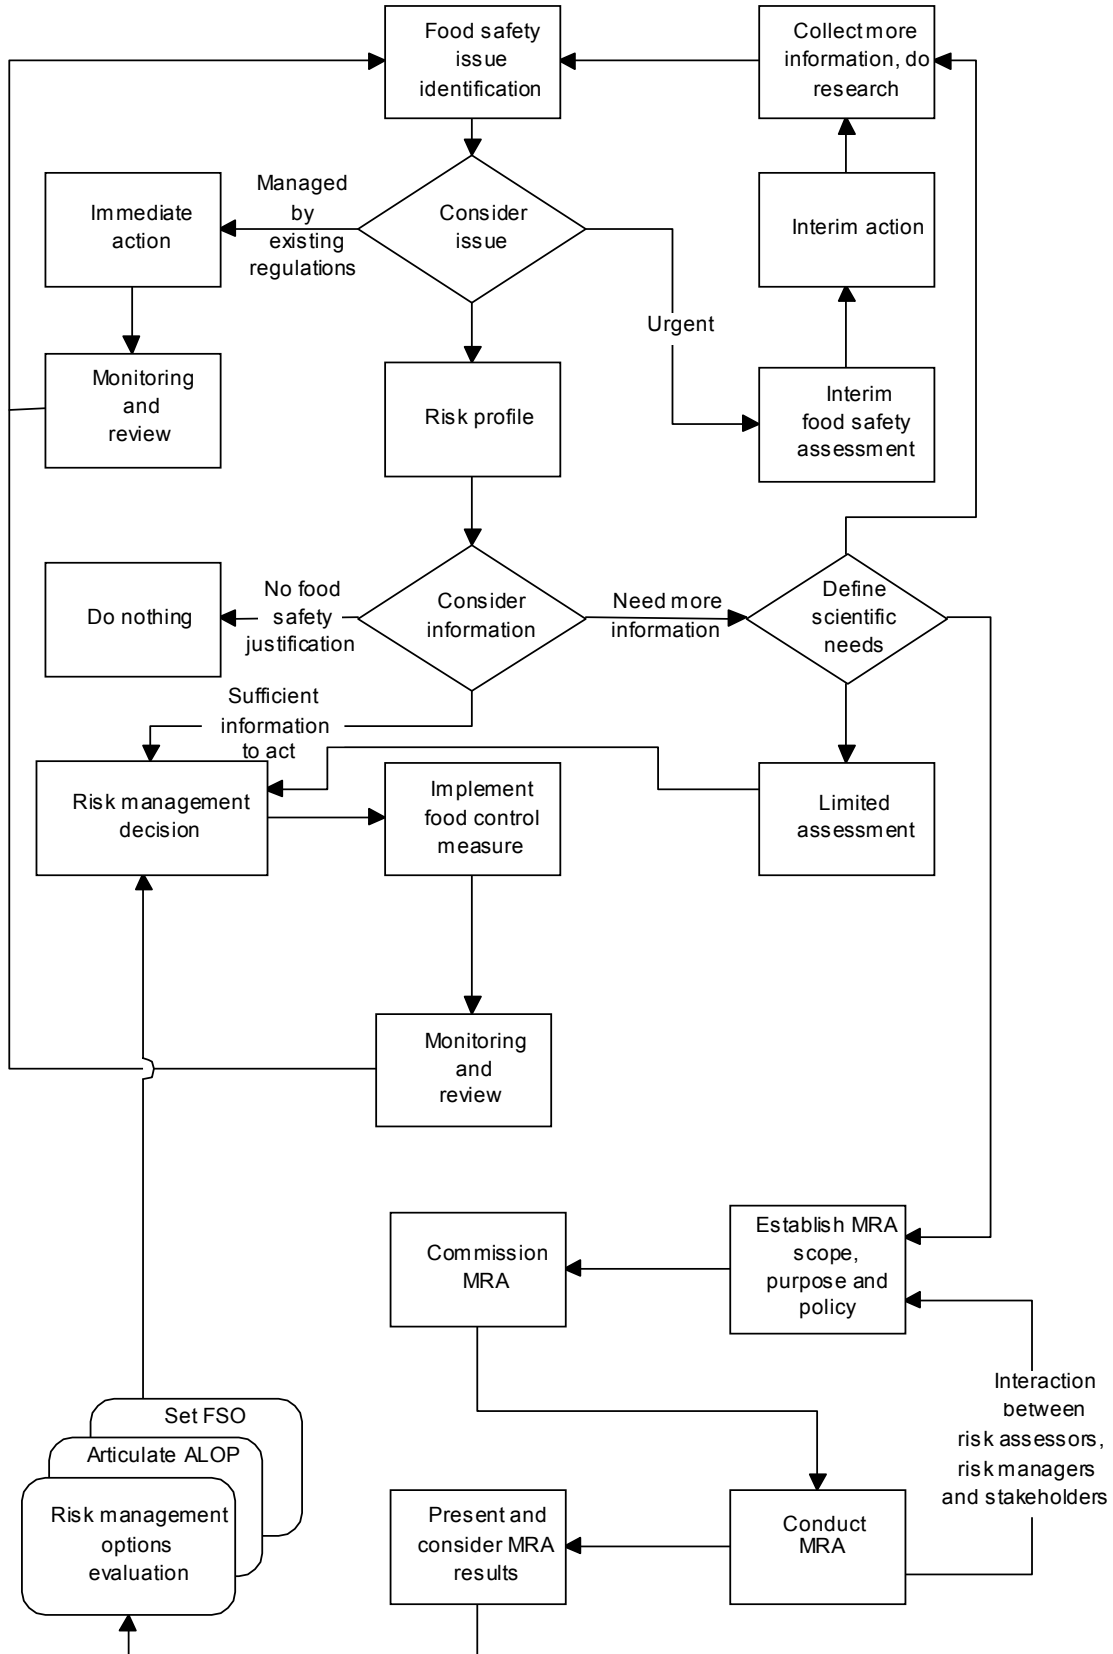 Food safety
issue
identification
Collect more
information, do
research
Immediate
action
Managed
by
existing
regulations
Consider
issue
Interim action
Urgent
Monitoring
and
review
Risk profile
Interim
food safety
assessment
Do nothing
No food
safety
justification
Consider
information
Need more
information
Define
scientific
needs
Sufficient
information
to act
Risk management
decision
Implement
food control
measure
Limited
assessment
Monitoring
and
review
Commission
MRA
Establish MRA
scope,
purpose and
policy
Interaction
between
risk assessors,
risk managers
and stakeholders
Set FSO
Articulate ALOP
Risk management
options
evaluation
Present and
consider MRA
results
Conduct
MRA